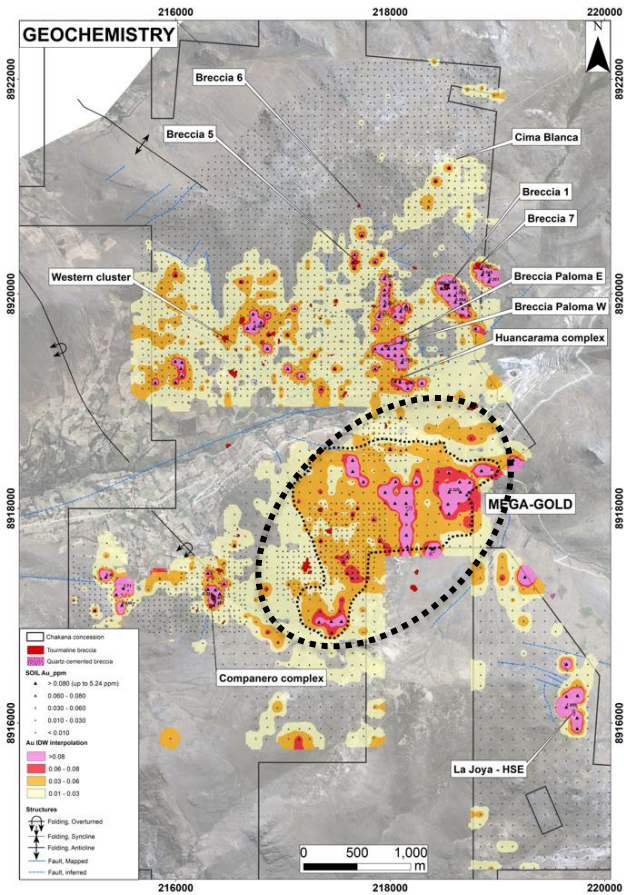 216000
218000
220000
GEOCHEMISTRY
N
8922000
8922000
Breccia 6
Breccia 5
Cima Blanca
Breccia 1
Breccia 7
8920000
8920000
Western cluster
Breccia Paloma E
Breccia Paloma W
Huancarama complex
8918000
8918000
MEGA-GOLD
Companero complex
8916000
8916000
La Joya - HSE
Chakana concession
Tourmaline breccia
Quartz-cemented breccia
SOIL Au_ppm
> 0.080 (up to 5.24 ppm)
0.060 - 0.080
0.030 - 0.060
0.010 - 0.030
< 0.010
Au IDW interpolation
>0.08
0.06 - 0.08
0.03 - 0.06
0.01 - 0.03
Structures
Folding, Overturned
Folding, Syncline
Folding, Anticline
Fault, Mapped
Fault, inferred
0 500 1,000
m
216000
218000
220000